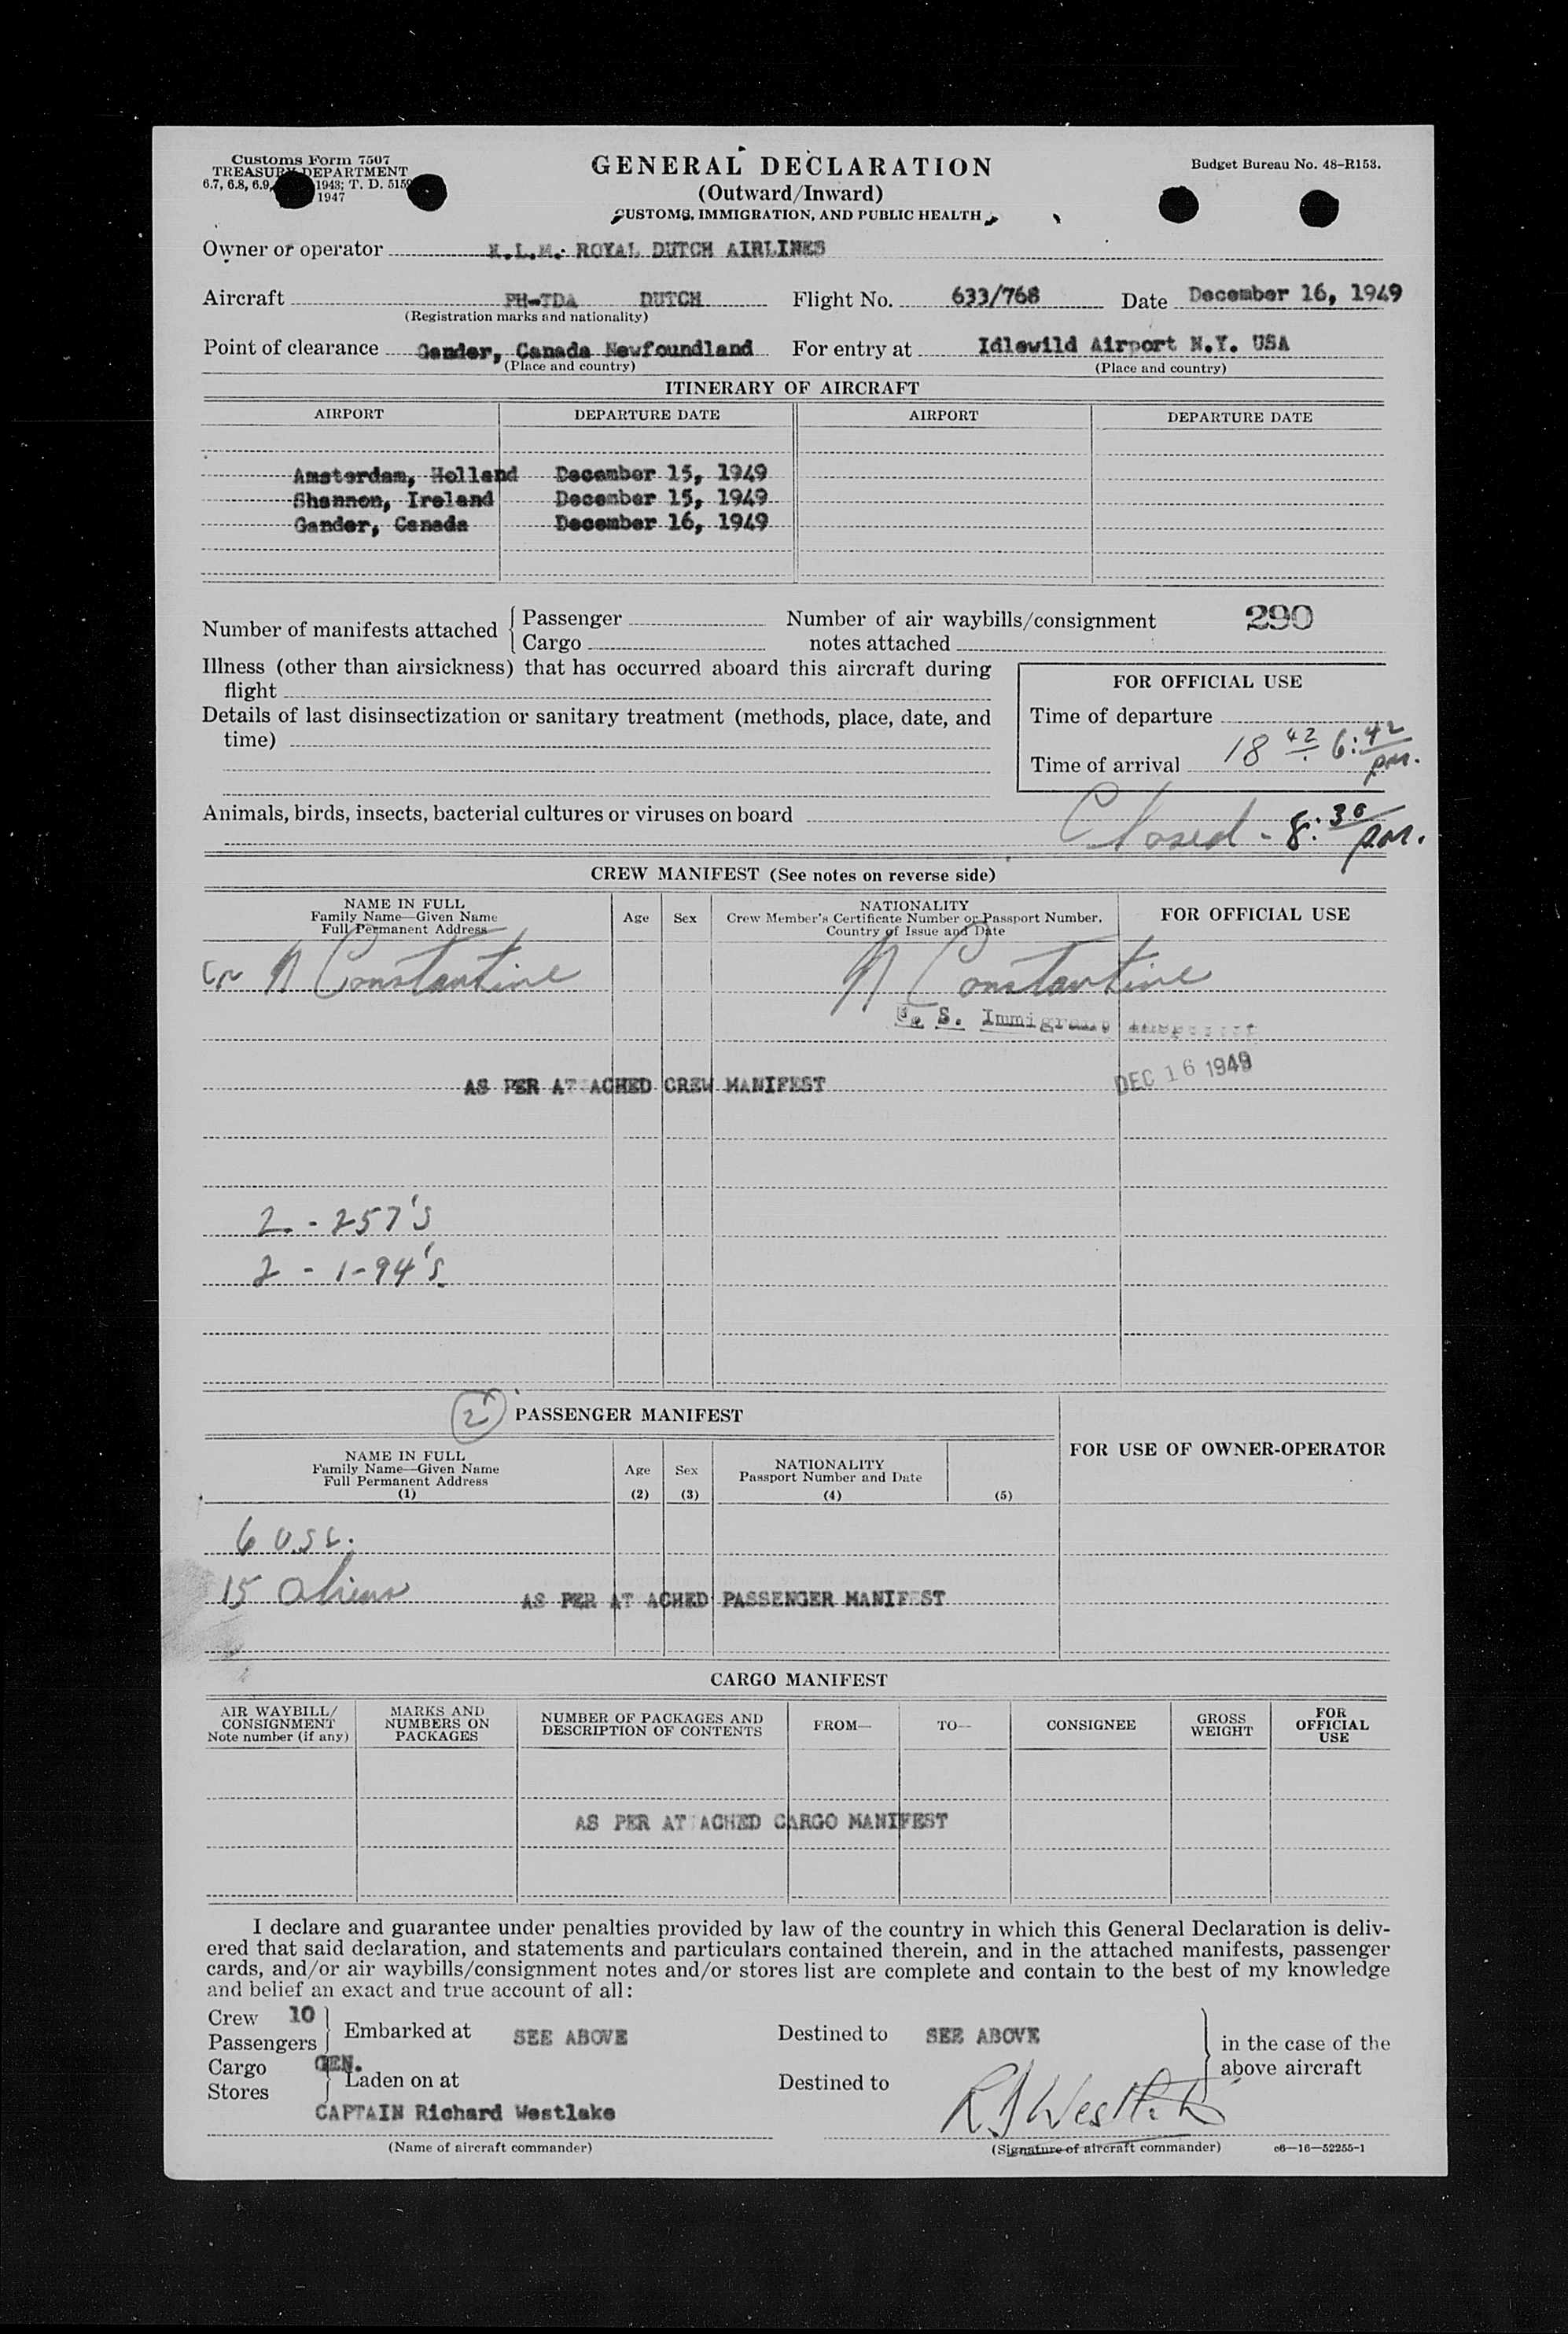 Customs Form 7507
TREASURY DEPARTMENT
6.7, 6.8, 6.9, 1943; T. D. 5159
1947
GENERAL DECLARATION
(Outward/Inward)
CUSTOMS, IMMIGRATION, AND PUBLIC HEALTH
Budget Bureau No. 48-R153.
Owner or operator K.L.M. ROYAL DUTCH AIRLINES
Aircraft PH-TDA DUTCH Flight No. 633/768 Date December 16, 1949
(Registration marks and nationality)
Point of clearance Gander, Canada Newfoundland For entry at Idlewild Airport N.Y. USA
(Place and country) (Place and country)
ITINERARY OF AIRCRAFT
AIRPORT DEPARTURE DATE AIRPORT DEPARTURE DATE
Amsterdam, Holland December 15, 1949
Shannon, Ireland December 15, 1949
Gander, Canada December 16, 1949
Number of manifests attached { Passenger
Cargo
Number of air waybills/consignment
notes attached
290
Illness (other than airsickness) that has occurred aboard this aircraft during
flight
Details of last disinsectization or sanitary treatment (methods, place, date, and
time)
FOR OFFICIAL USE
Time of departure
Time of arrival 18 42 6:42 pm.
Animals, birds, insects, bacterial cultures or viruses on board
Closed - 8:30 pm.
CREW MANIFEST (See notes on reverse side)
NAME IN FULL
Family Name—Given Name
Full Permanent Address
Age Sex
NATIONALITY
Crew Member's Certificate Number or Passport Number,
Country of Issue and Date
FOR OFFICIAL USE
N Constantine
N Constantine
U. S. Immigrant Inspector
DEC 16 1949
AS PER ATTACHED CREW MANIFEST
2 - 257's
2 - 1-94's
2
PASSENGER MANIFEST
NAME IN FULL
Family Name—Given Name
Full Permanent Address
(1)
Age
(2)
Sex
(3)
NATIONALITY
Passport Number and Date
(4) (5)
FOR USE OF OWNER-OPERATOR
6 USC.
15 Aliens
AS PER AT ACHED PASSENGER MANIFEST
CARGO MANIFEST
AIR WAYBILL/
CONSIGNMENT
Note number (if any)
MARKS AND
NUMBERS ON
PACKAGES
NUMBER OF PACKAGES AND
DESCRIPTION OF CONTENTS
FROM—
TO—
CONSIGNEE
GROSS
WEIGHT
FOR
OFFICIAL
USE
AS PER ATTACHED CARGO MANIFEST
I declare and guarantee under penalties provided by law of the country in which this General Declaration is deliv-
ered that said declaration, and statements and particulars contained therein, and in the attached manifests, passenger
cards, and/or air waybills/consignment notes and/or stores list are complete and contain to the best of my knowledge
and belief an exact and true account of all:
Crew 10
Passengers
Embarked at SEE ABOVE Destined to SEE ABOVE
in the case of the
above aircraft
Cargo GEN.
Stores
Laden on at Destined to
CAPTAIN Richard Westlake
(Name of aircraft commander)
(Signature of aircraft commander)
c6—16—52255-1